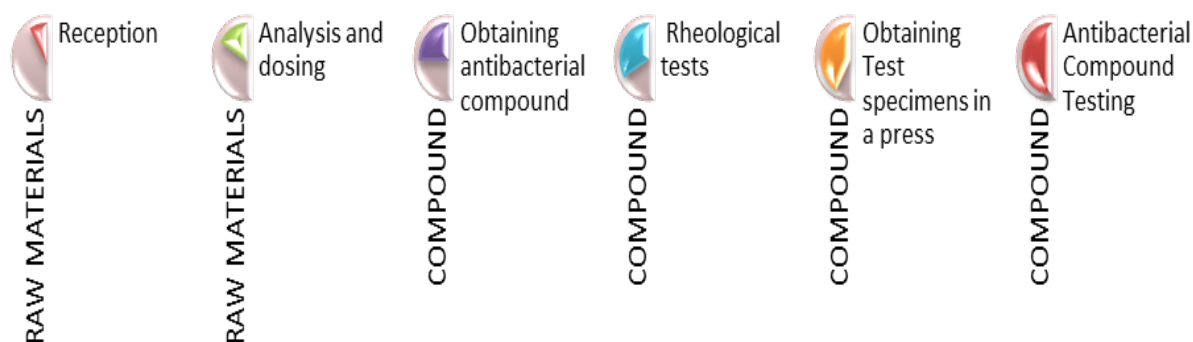 Reception
RAW MATERIALS
Analysis and
dosing
RAW MATERIALS
Obtaining
antibacterial
compound
COMPOUND
Rheological
tests
COMPOUND
Obtaining
Test
specimens in
a press
COMPOUND
Antibacterial
Compound
Testing
COMPOUND